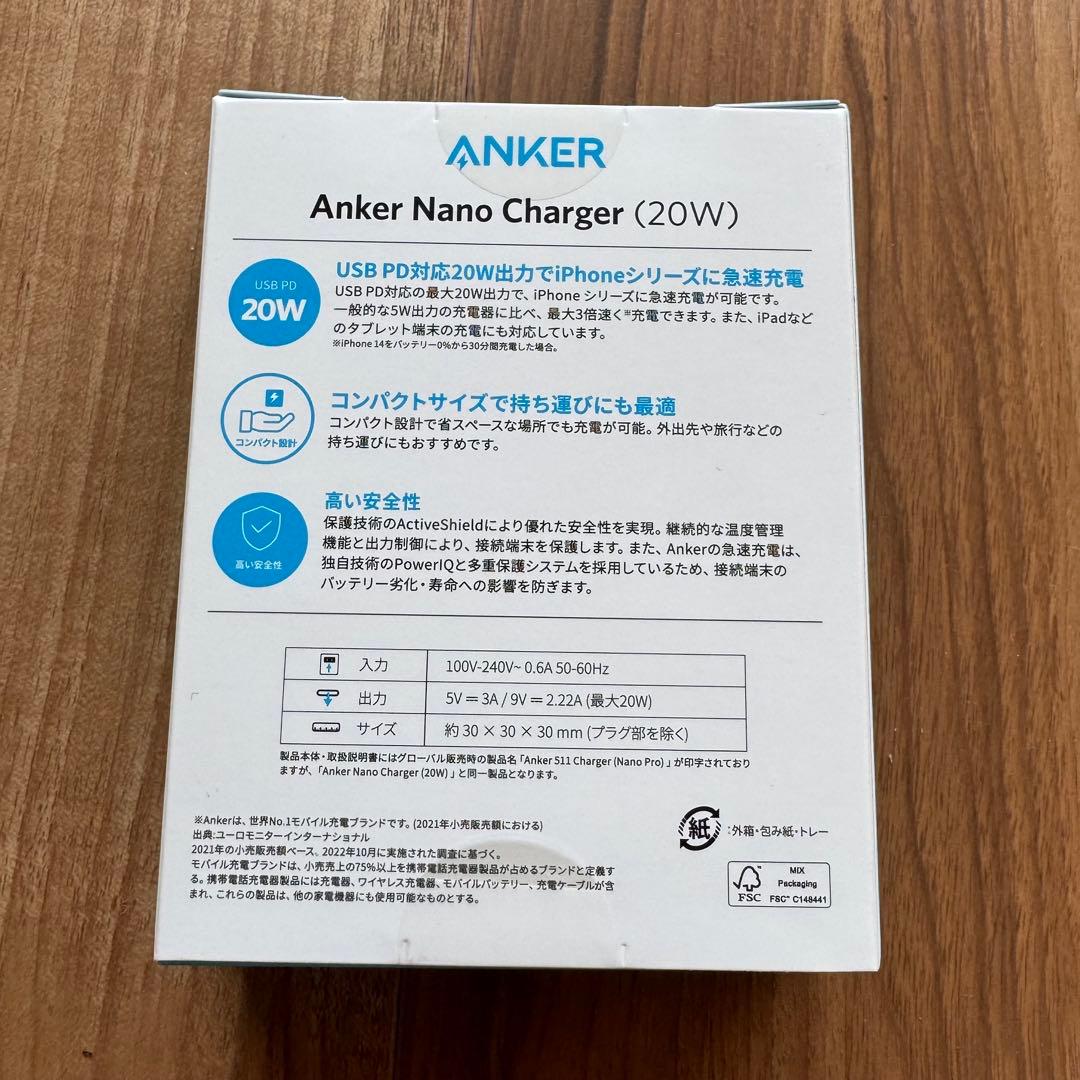 ANKER
Anker Nano Charger (20W)
USB PD
20W
USB PD対応20W出力でiPhoneシリーズに急速充電
USB PD対応の最大20W出力で、iPhone シリーズに急速充電が可能です。
一般的な5W出力の充電器に比べ、最大3倍速く※充電できます。また、iPadなど
のタブレット端末の充電にも対応しています。
※iPhone 14をバッテリー0%から30分間充電した場合。
コンパクト設計
コンパクトサイズで持ち運びにも最適
コンパクト設計で省スペースな場所でも充電が可能。外出先や旅行などの
持ち運びにもおすすめです。
高い安全性
高い安全性
保護技術のActiveShieldにより優れた安全性を実現。継続的な温度管理
機能と出力制御により、接続端末を保護します。また、Ankerの急速充電は、
独自技術のPowerIQと多重保護システムを採用しているため、接続端末の
バッテリー劣化・寿命への影響を防ぎます。
入力 100V-240V~ 0.6A 50-60Hz
出力 5V⎓3A / 9V⎓2.22A (最大20W)
サイズ 約 30 × 30 × 30 mm (プラグ部を除く)
製品本体・取扱説明書にはグローバル販売時の製品名「Anker 511 Charger (Nano Pro)」が印字されており
ますが、「Anker Nano Charger (20W)」と同一製品となります。
※Ankerは、世界No.1モバイル充電ブランドです。(2021年小売販売額における)
出典:ユーロモニターインターナショナル
2021年の小売販売額ベース。2022年10月に実施された調査に基づく。
モバイル充電ブランドは、小売売上の75%以上を携帯電話充電器製品が占めるブランドと定義す
る。携帯電話充電器製品には充電器、ワイヤレス充電器、モバイルバッテリー、充電ケーブルが含
まれ、これらの製品は、他の家電機器にも使用可能なものとする。
紙 :外箱・包み紙・トレー
FSC
MIX
Packaging
FSC™ C148441